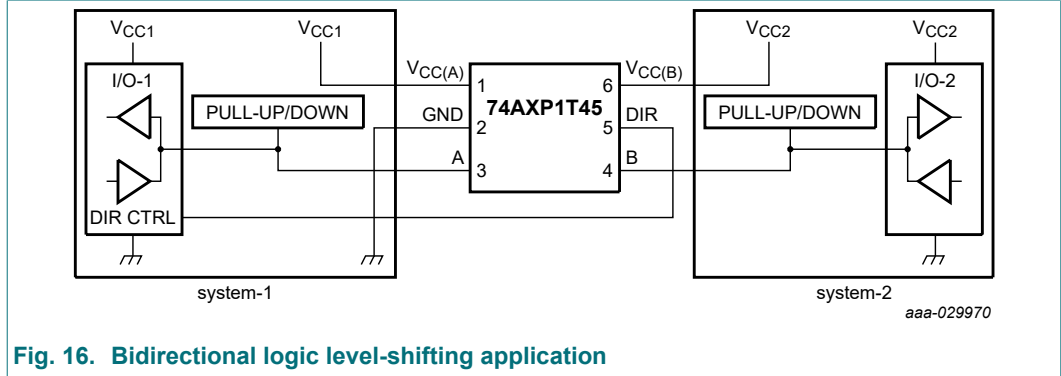 VCC1 VCC1 VCC2 VCC2
I/O-1 VCC(A) VCC(B) I/O-2
1 6
PULL-UP/DOWN 74AXP1T45 PULL-UP/DOWN
GND DIR
2 5
A B
3 4
DIR CTRL
system-1 system-2
aaa-029970
Fig. 16. Bidirectional logic level-shifting application